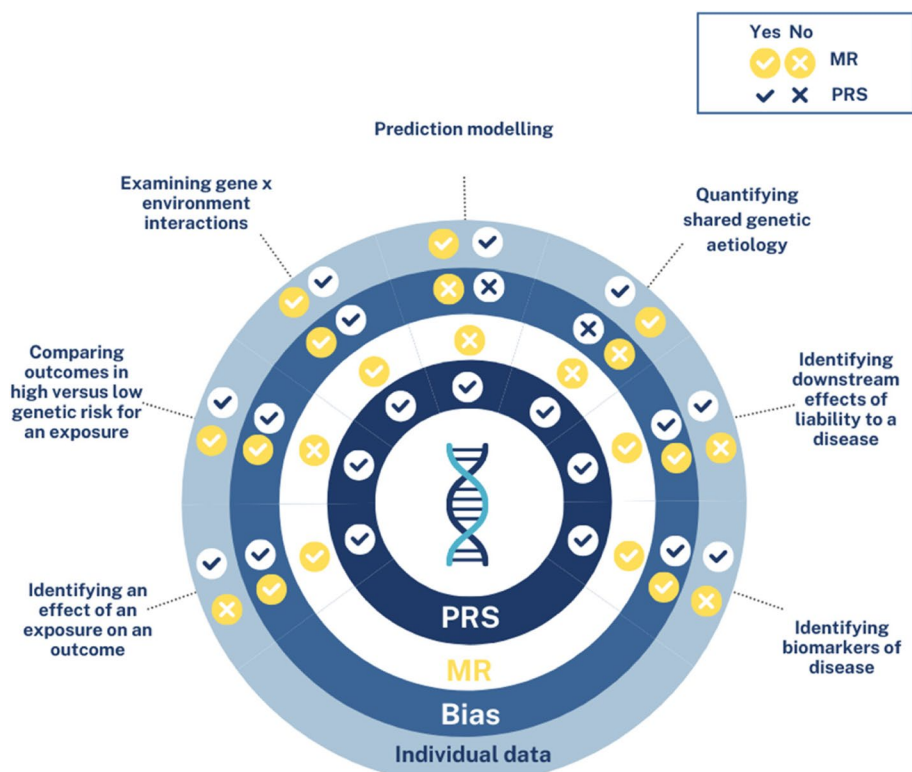 Yes No
MR
PRS
Prediction modelling
Examining gene x
environment
interactions
Quantifying
shared genetic
aetiology
Comparing
outcomes in
high versus low
genetic risk for
an exposure
Identifying
downstream
effects of
liability to a
disease
Identifying an
effect of an
exposure on an
outcome
Identifying
biomarkers of
disease
PRS
MR
Bias
Individual data